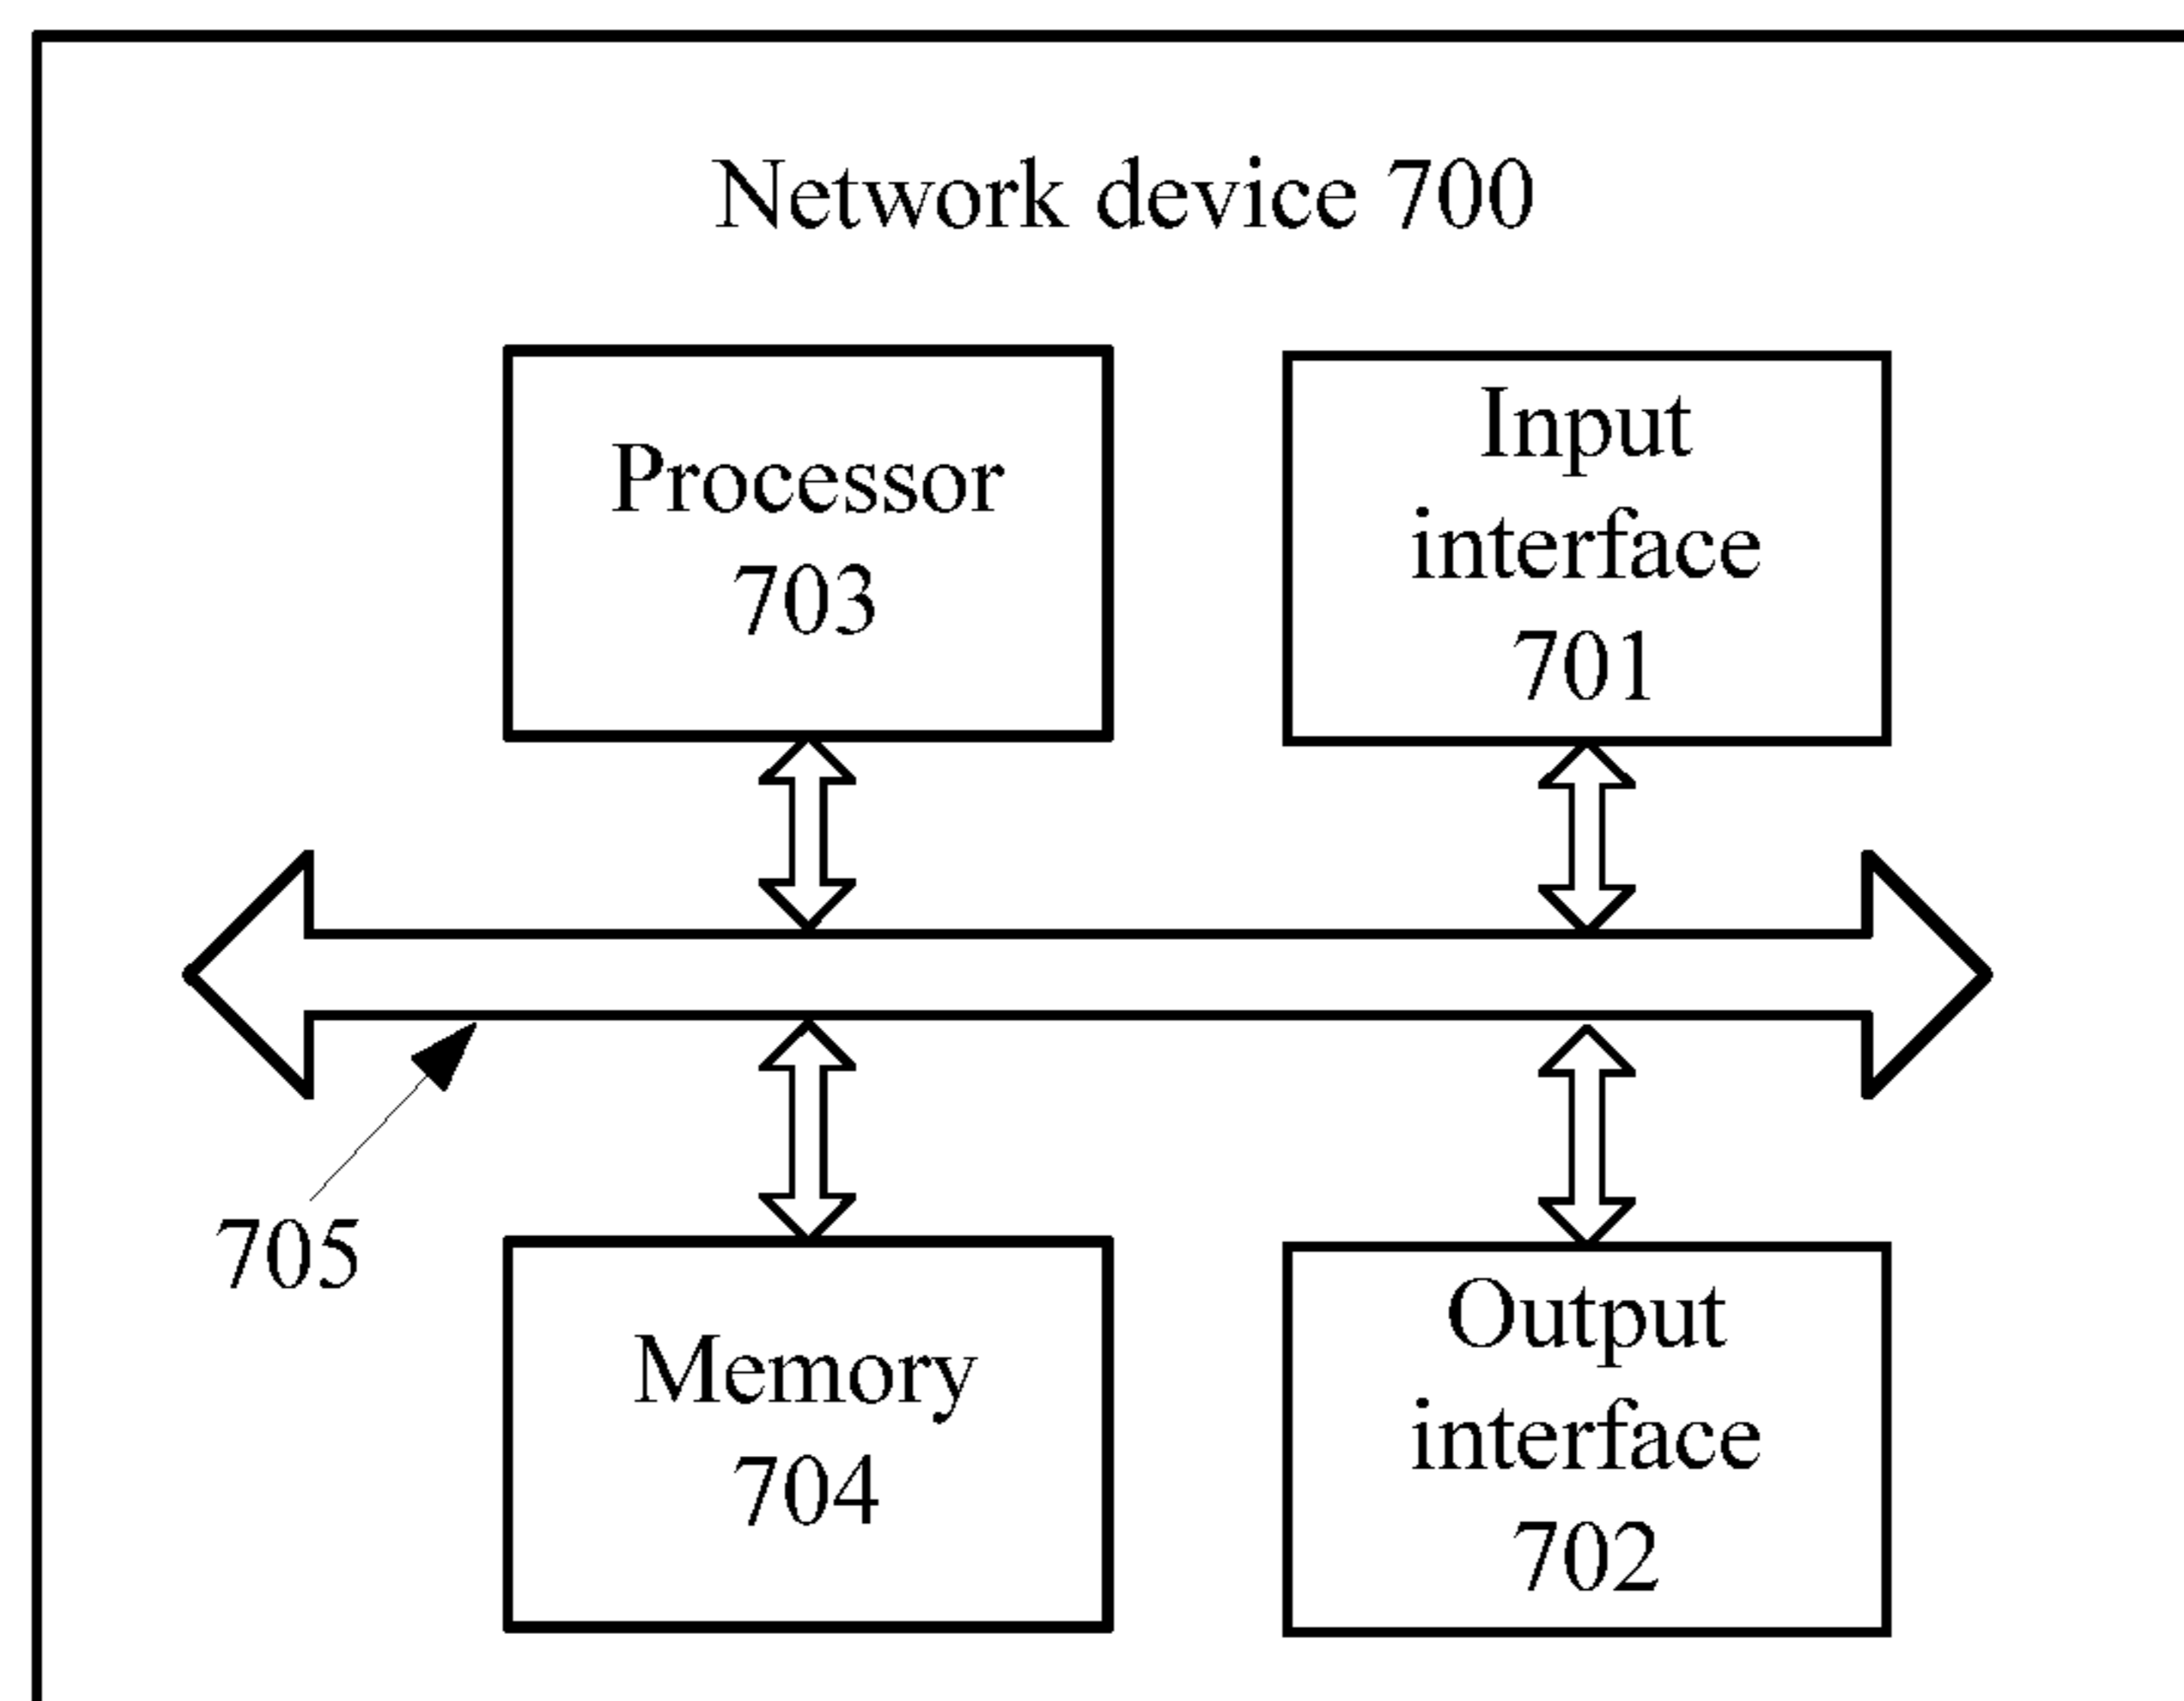 Network device 700
Processor
703
Input
interface
701
705
Memory
704
Output
interface
702